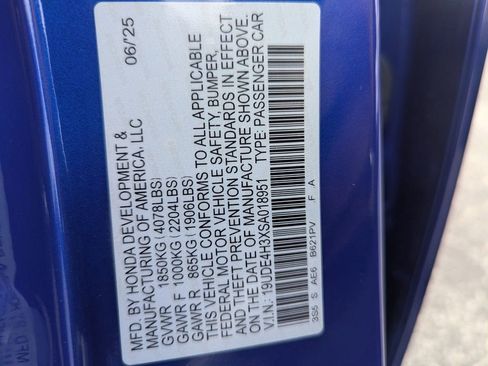 MFD. BY HONDA DEVELOPMENT & 06/25
MANUFACTURING OF AMERICA, LLC
GVWR 1850KG(4078LBS)
GAWR F 1000KG(2204LBS)
GAWR R 865KG(1906LBS)
THIS VEHICLE CONFORMS TO ALL APPLICABLE
FEDERAL MOTOR VEHICLE SAFETY, BUMPER,
AND THEFT PREVENTION STANDARDS IN EFFECT
ON THE DATE OF MANUFACTURE SHOWN ABOVE.
V.I.N.: 19UDE4H3XSA018951 TYPE: PASSENGER CAR
3S5 S AE6 B621PV .F A